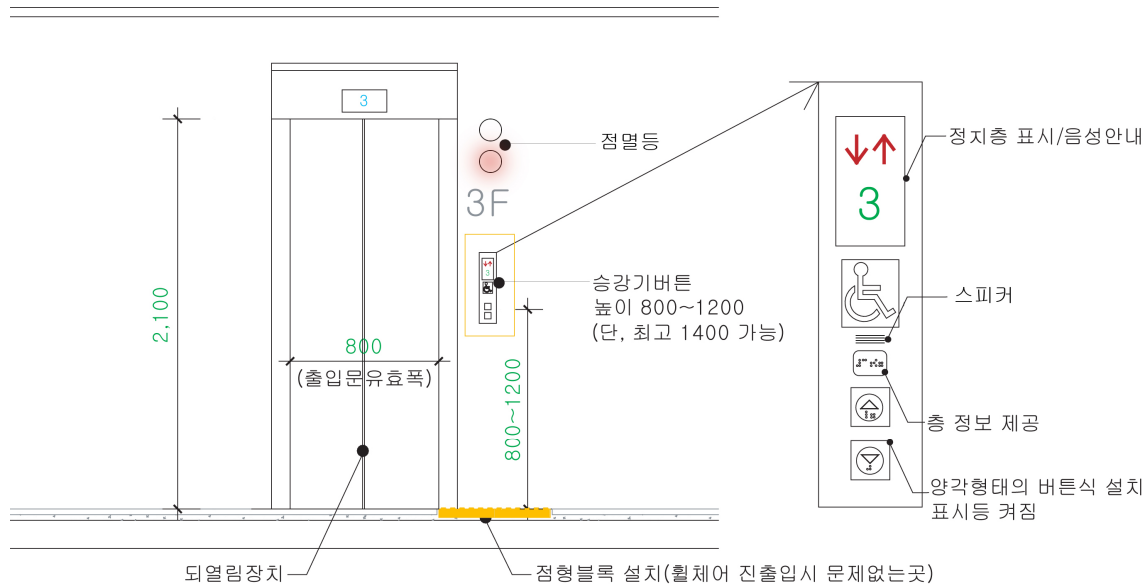 3
점멸등
3F
3
승강기버튼
높이 800~1200
(단, 최고 1400 가능)
2,100
800
(출입문유효폭)
800~1200
되열림장치
점형블록 설치(휠체어 진출입시 문제없는곳)
3
정지층 표시/음성안내
스피커
층 정보 제공
양각형태의 버튼식 설치
표시등 켜짐